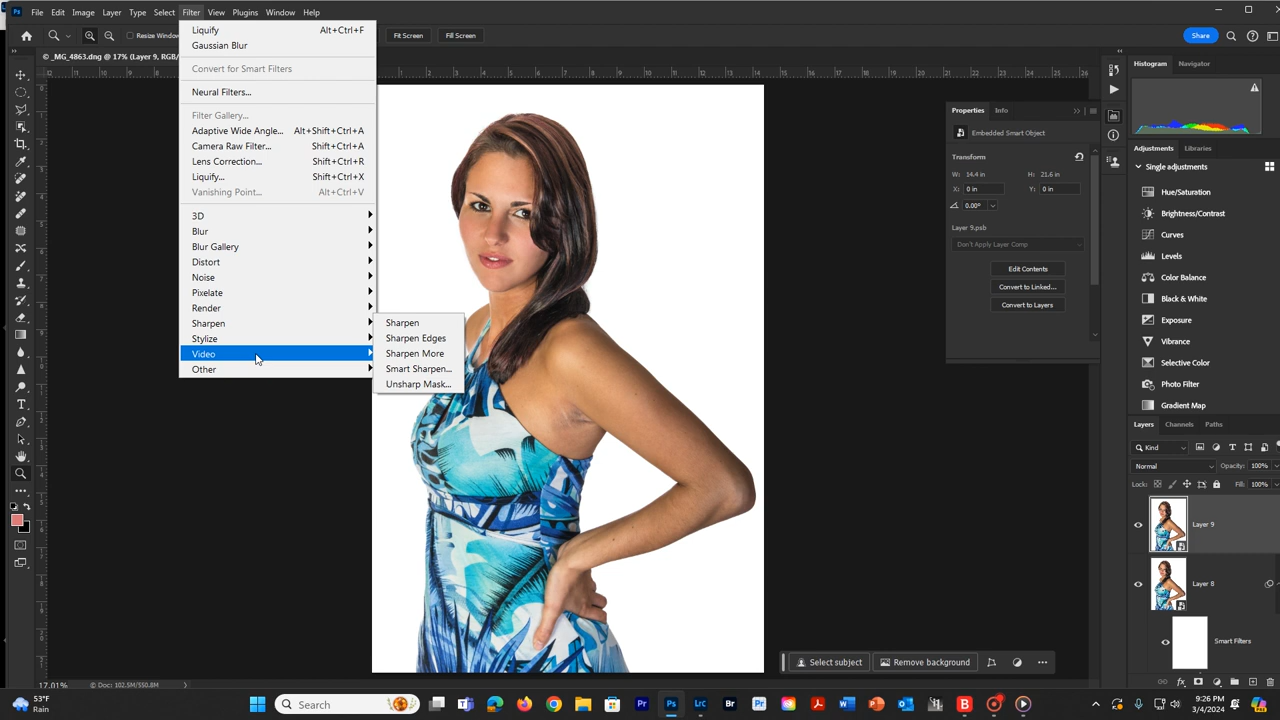 File Edit Image Layer Type Select Filter View Plugins Window Help
Resize Window
Fit Screen Fill Screen
Share
© _MG_4863.dng @ 17% (Layer 9, RGB/
Liquify Alt+Ctrl+F
Gaussian Blur
Convert for Smart Filters
Neural Filters...
Filter Gallery...
Adaptive Wide Angle... Alt+Shift+Ctrl+A
Camera Raw Filter... Shift+Ctrl+A
Lens Correction... Shift+Ctrl+R
Liquify... Shift+Ctrl+X
Vanishing Point... Alt+Ctrl+V
3D
Blur
Blur Gallery
Distort
Noise
Pixelate
Render
Sharpen
Stylize
Video
Other
Sharpen
Sharpen Edges
Sharpen More
Smart Sharpen...
Unsharp Mask...
Properties Info
Embedded Smart Object
Transform
W: 14.4 in H: 21.6 in
X: 0 in Y: 0 in
0.00°
Layer 9.psb
Don't Apply Layer Comp
Edit Contents
Convert to Linked...
Convert to Layers
Histogram Navigator
Adjustments Libraries
Single adjustments
Hue/Saturation
Brightness/Contrast
Curves
Levels
Color Balance
Black & White
Exposure
Vibrance
Selective Color
Photo Filter
Gradient Map
Layers Channels Paths
Kind
Normal Opacity: 100%
Lock: Fill: 100%
Layer 9
Layer 8
Smart Filters
Select subject Remove background
17.01% Doc: 102.5M/550.8M
53°F
Rain
Search
9:26 PM
3/4/2024